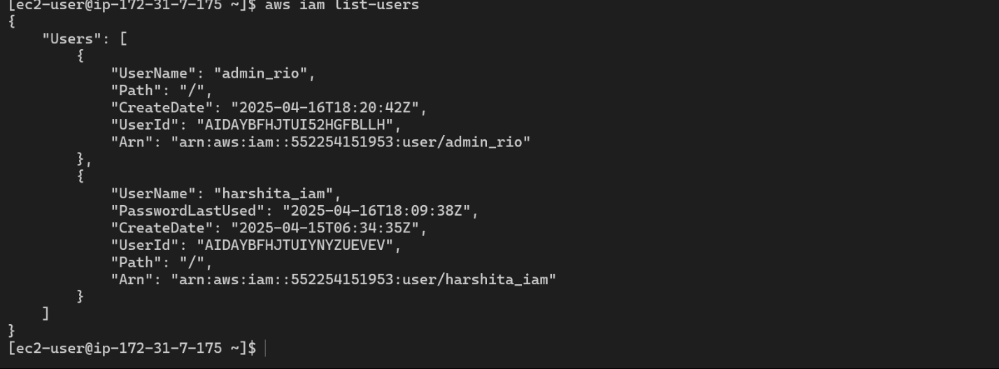 [ec2-user@ip-172-31-7-175 ~]$ aws iam list-users
{
    "Users": [
        {
            "UserName": "admin_rio",
            "Path": "/",
            "CreateDate": "2025-04-16T18:20:42Z",
            "UserId": "AIDAYBFHJTUI52HGFBLLH",
            "Arn": "arn:aws:iam::552254151953:user/admin_rio"
        },
        {
            "UserName": "harshita_iam",
            "PasswordLastUsed": "2025-04-16T18:09:38Z",
            "CreateDate": "2025-04-15T06:34:35Z",
            "UserId": "AIDAYBFHJTUIYNYZUEVEV",
            "Path": "/",
            "Arn": "arn:aws:iam::552254151953:user/harshita_iam"
        }
    ]
}
[ec2-user@ip-172-31-7-175 ~]$